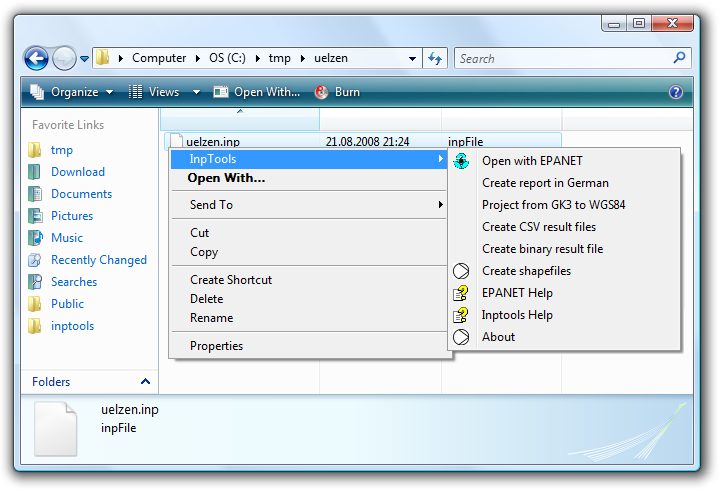 Computer OS (C:) tmp uelzen
Search
Organize Views Open With... Burn
Favorite Links
tmp
Download
Documents
Pictures
Music
Recently Changed
Searches
Public
inptools
Folders
uelzen.inp 21.08.2008 21:24 inpFile
InpTools
Open With...
Send To
Cut
Copy
Create Shortcut
Delete
Rename
Properties
Open with EPANET
Create report in German
Project from GK3 to WGS84
Create CSV result files
Create binary result file
Create shapefiles
EPANET Help
Inptools Help
About
uelzen.inp
inpFile